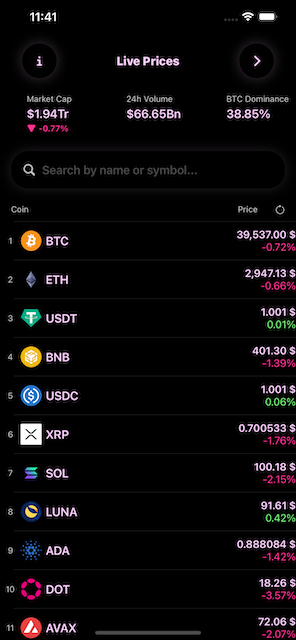 11:41
i
Live Prices
Market Cap 24h Volume BTC Dominance
$1.94Tr $66.65Bn 38.85%
-0.77%
Search by name or symbol...
Coin Price
1 BTC 39,537.00 $
-0.72%
2 ETH 2,947.13 $
-0.66%
3 USDT 1.001 $
0.01%
4 BNB 401.30 $
-1.39%
5 USDC 1.001 $
0.06%
6 XRP 0.700533 $
-1.76%
7 SOL 100.18 $
-2.15%
8 LUNA 91.61 $
0.42%
9 ADA 0.888084 $
-1.42%
10 DOT 18.26 $
-3.57%
11 AVAX 72.06 $
-2.07%